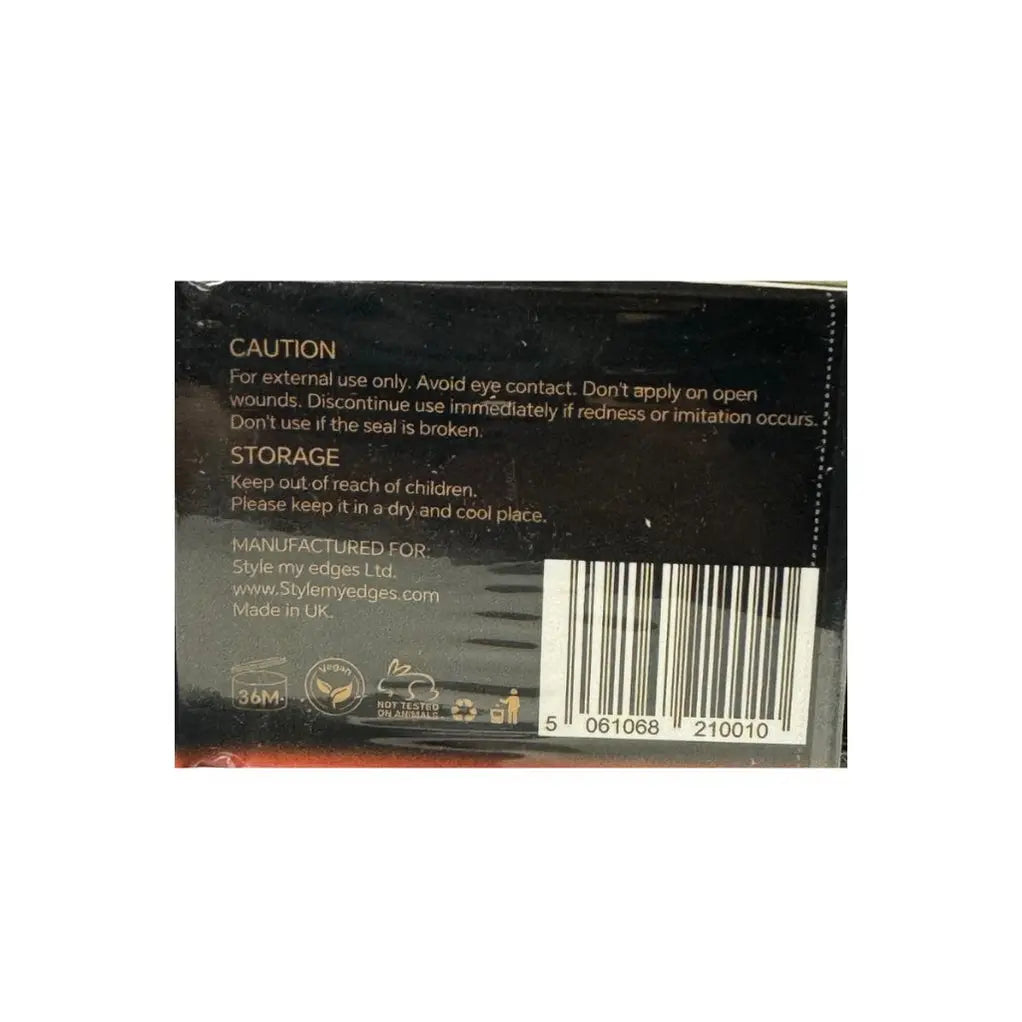 CAUTION
For external use only. Avoid eye contact. Don't apply on open
wounds. Discontinue use immediately if redness or imitation occurs.
Don't use if the seal is broken.
STORAGE
Keep out of reach of children.
Please keep it in a dry and cool place.
MANUFACTURED FOR:
Style my edges Ltd.
www.Stylemyedges.com
Made in UK.
36M
Vegan
NOT TESTED
ON ANIMALS
5 061068 210010